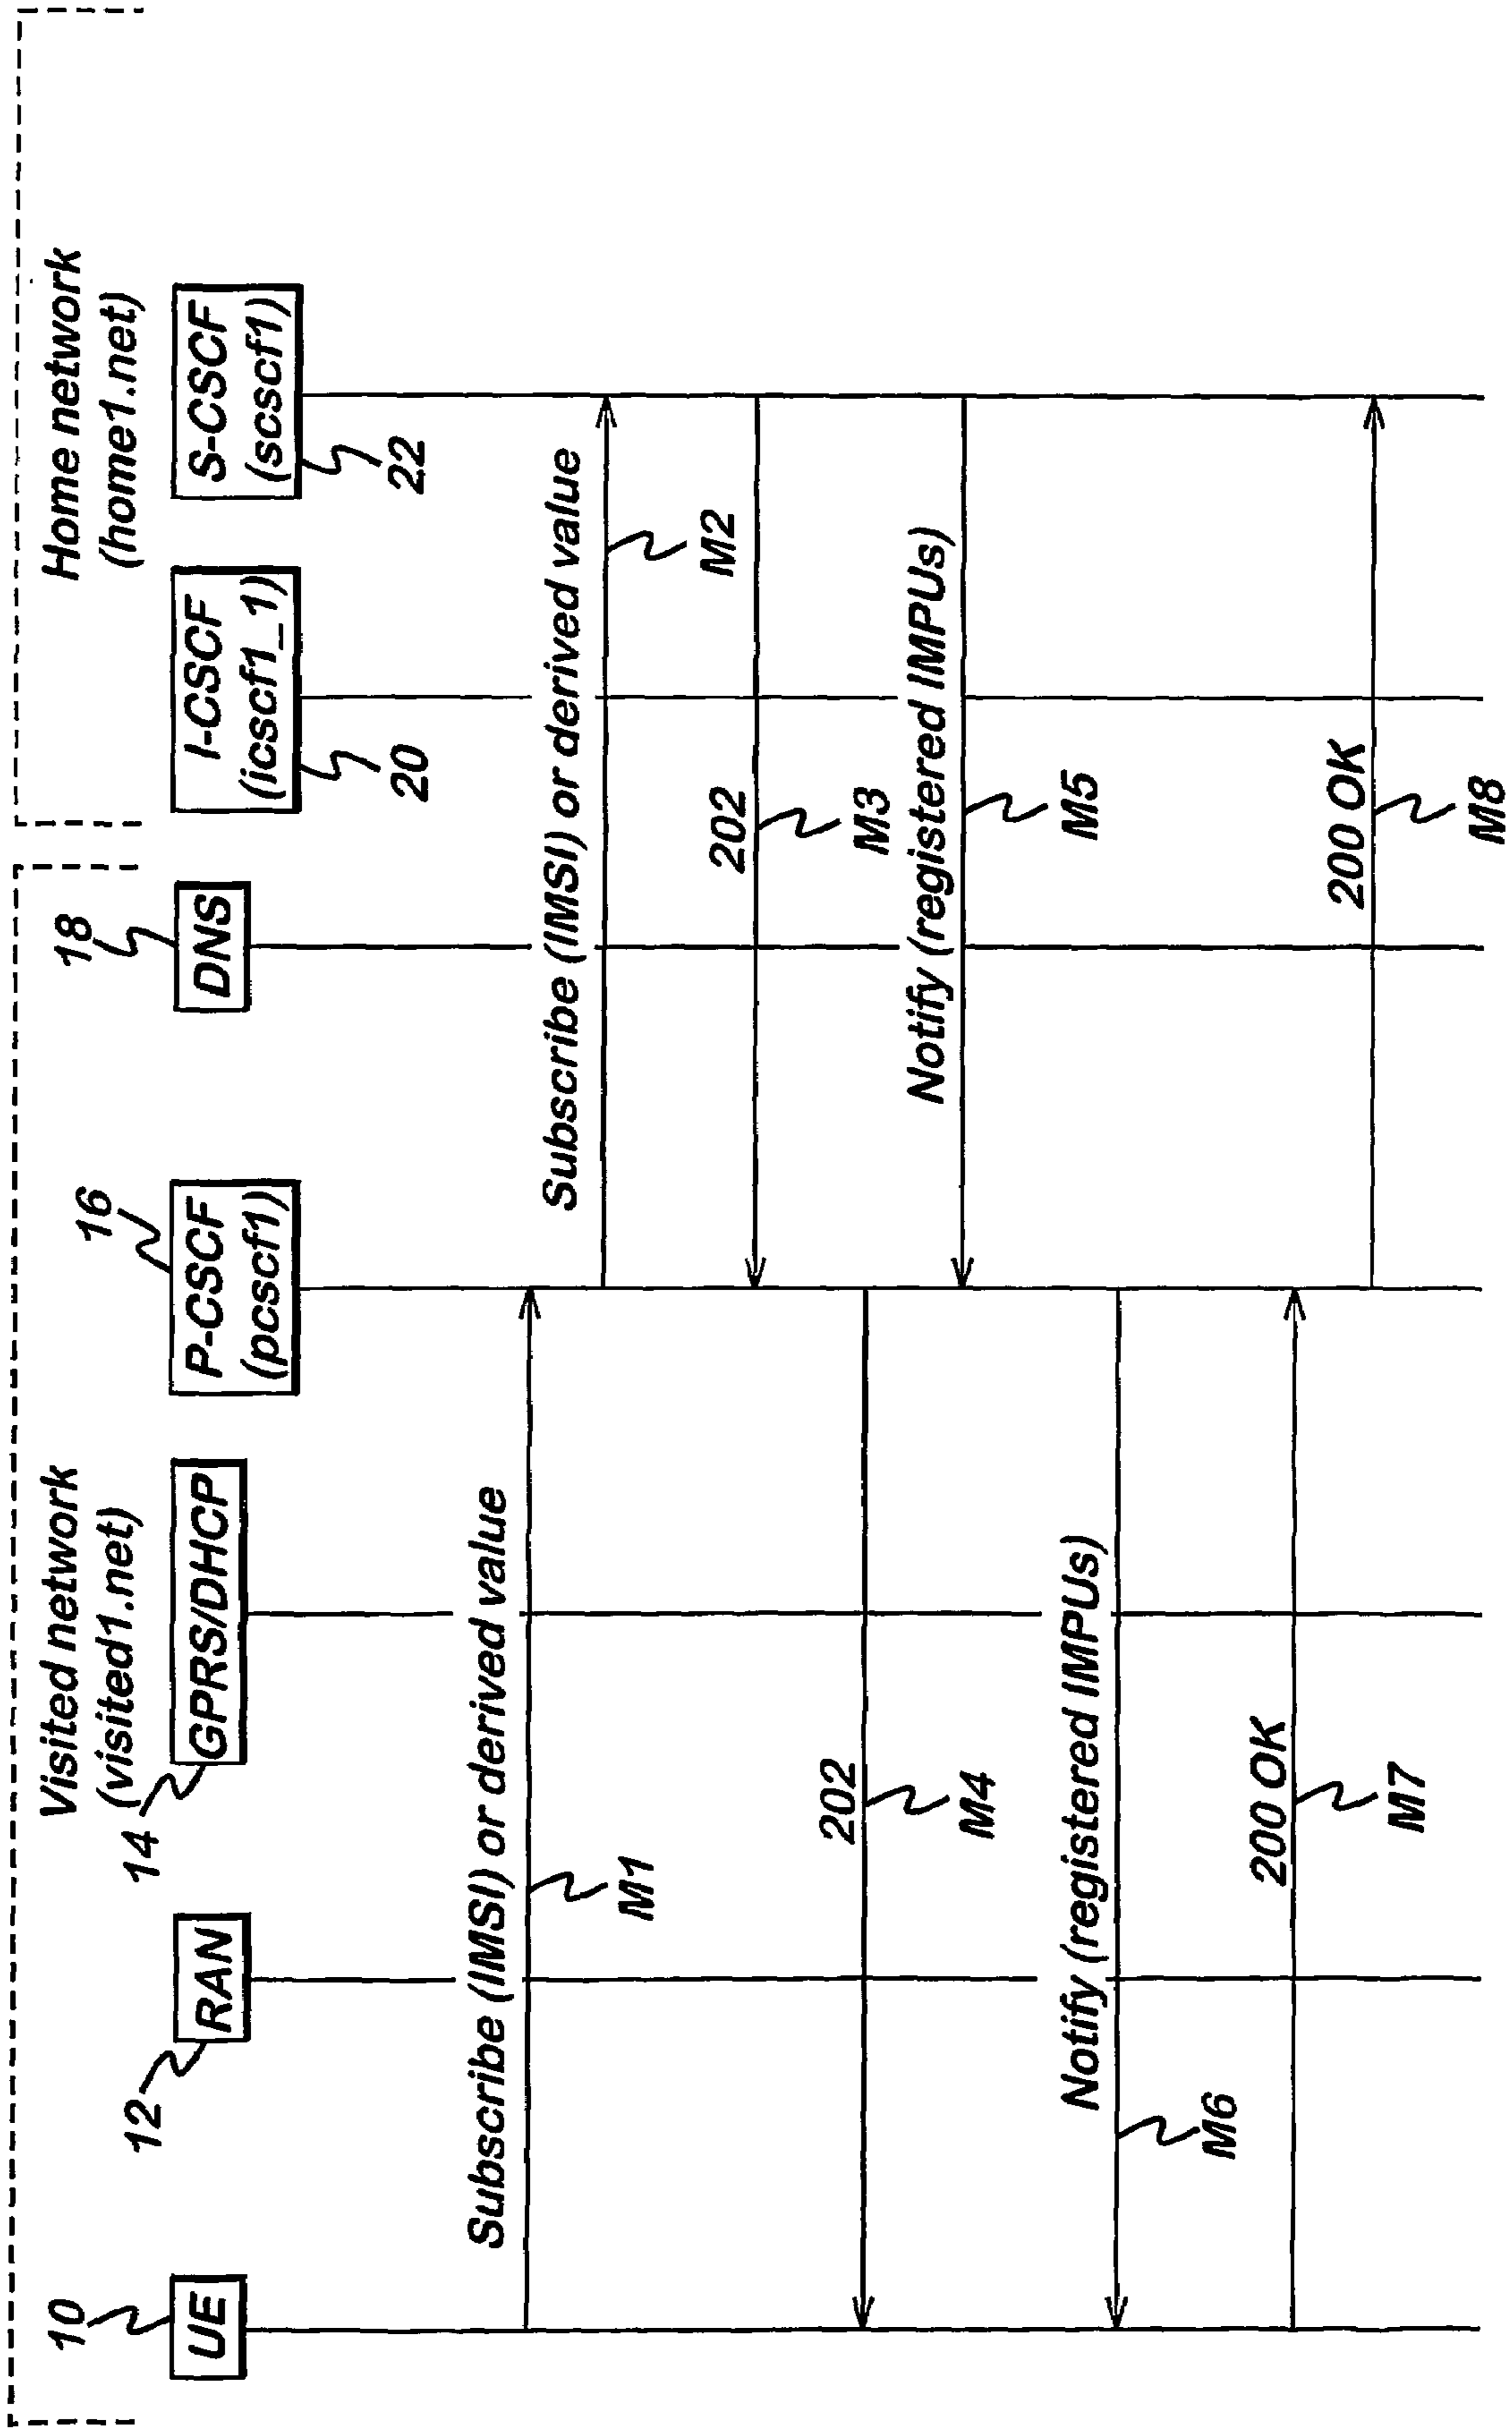 Visited network
(visited1.net)
Home network
(home1.net)
10
UE
12
RAN
14
GPRS/DHCP
16
P-CSCF
(pcscf1)
18
DNS
20
I-CSCF
(icscf1_1)
22
S-CSCF
(scscf1)
Subscribe (IMSI) or derived value
M1
Subscribe (IMSI) or derived value
M2
202
M3
202
M4
Notify (registered IMPUs)
M5
Notify (registered IMPUs)
M6
200 OK
M7
200 OK
M8